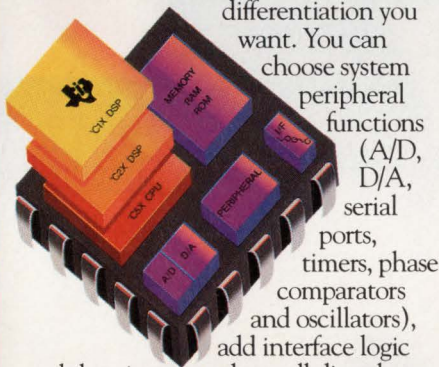 differentiation you
want. You can
choose system
peripheral
functions
(A/D,
D/A,
serial
ports,
timers, phase
comparators
and oscillators),
add interface logic
'C1X DSP
'C2X DSP
'C5X CPU
MEMORY
RAM
ROM
I/F
PERIPHERAL
A/D
D/A